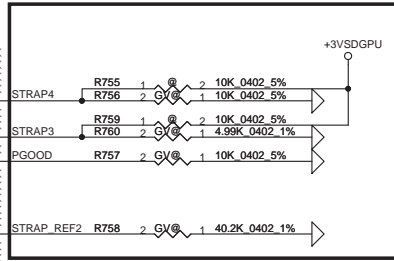 +3VSDGPU
R755 1 @ 2 10K_0402_5%
STRAP4 R756 2 GV@ 1 10K_0402_5%
R759 1 @ 2 10K_0402_5%
STRAP3 R760 2 GV@ 1 4.99K_0402_1%
PGOOD R757 2 GV@ 1 10K_0402_5%
STRAP_REF2 R758 2 GV@ 1 40.2K_0402_1%